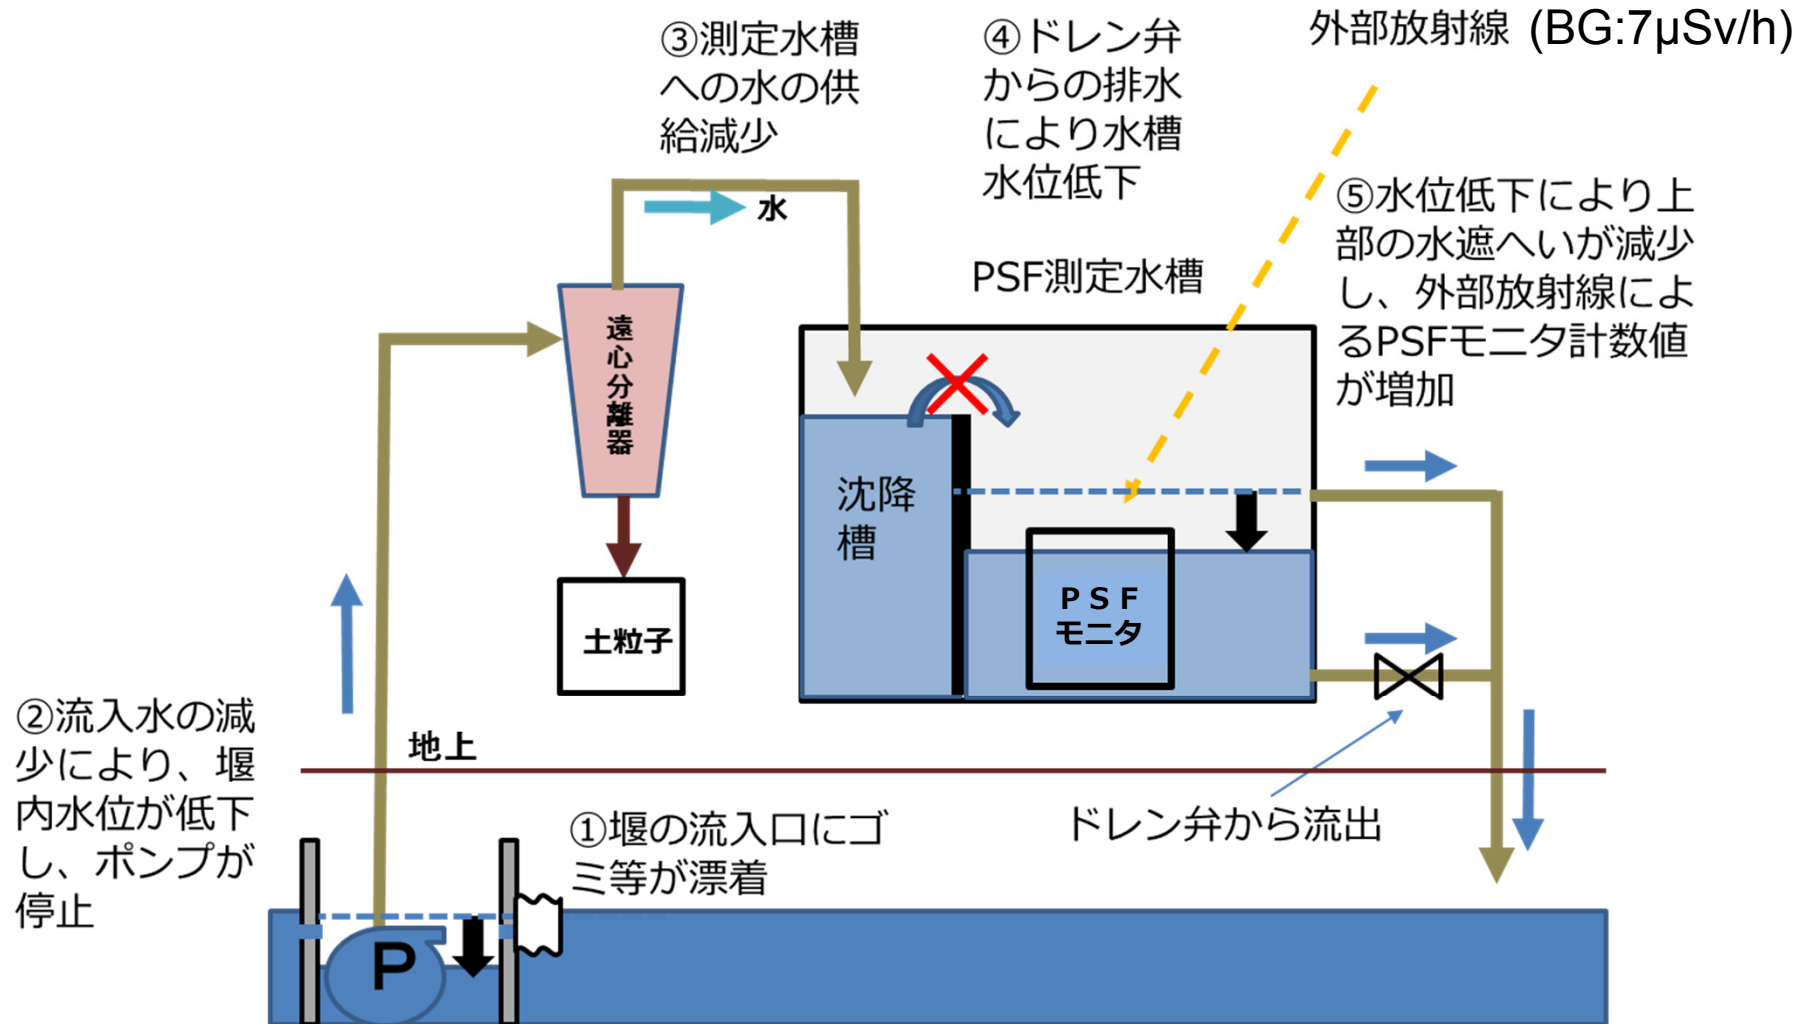 外部放射線 (BG:7μSv/h)
③測定水槽
への水の供
給減少
④ドレン弁
からの排水
により水槽
水位低下
⑤水位低下により上
部の水遮へいが減少
し、外部放射線によ
るPSFモニタ計数値
が増加
水
PSF測定水槽
遠心分離器
沈降
槽
PSF
モニタ
土粒子
②流入水の減
少により、堰
内水位が低下
し、ポンプが
停止
地上
①堰の流入口にゴ
ミ等が漂着
ドレン弁から流出
P